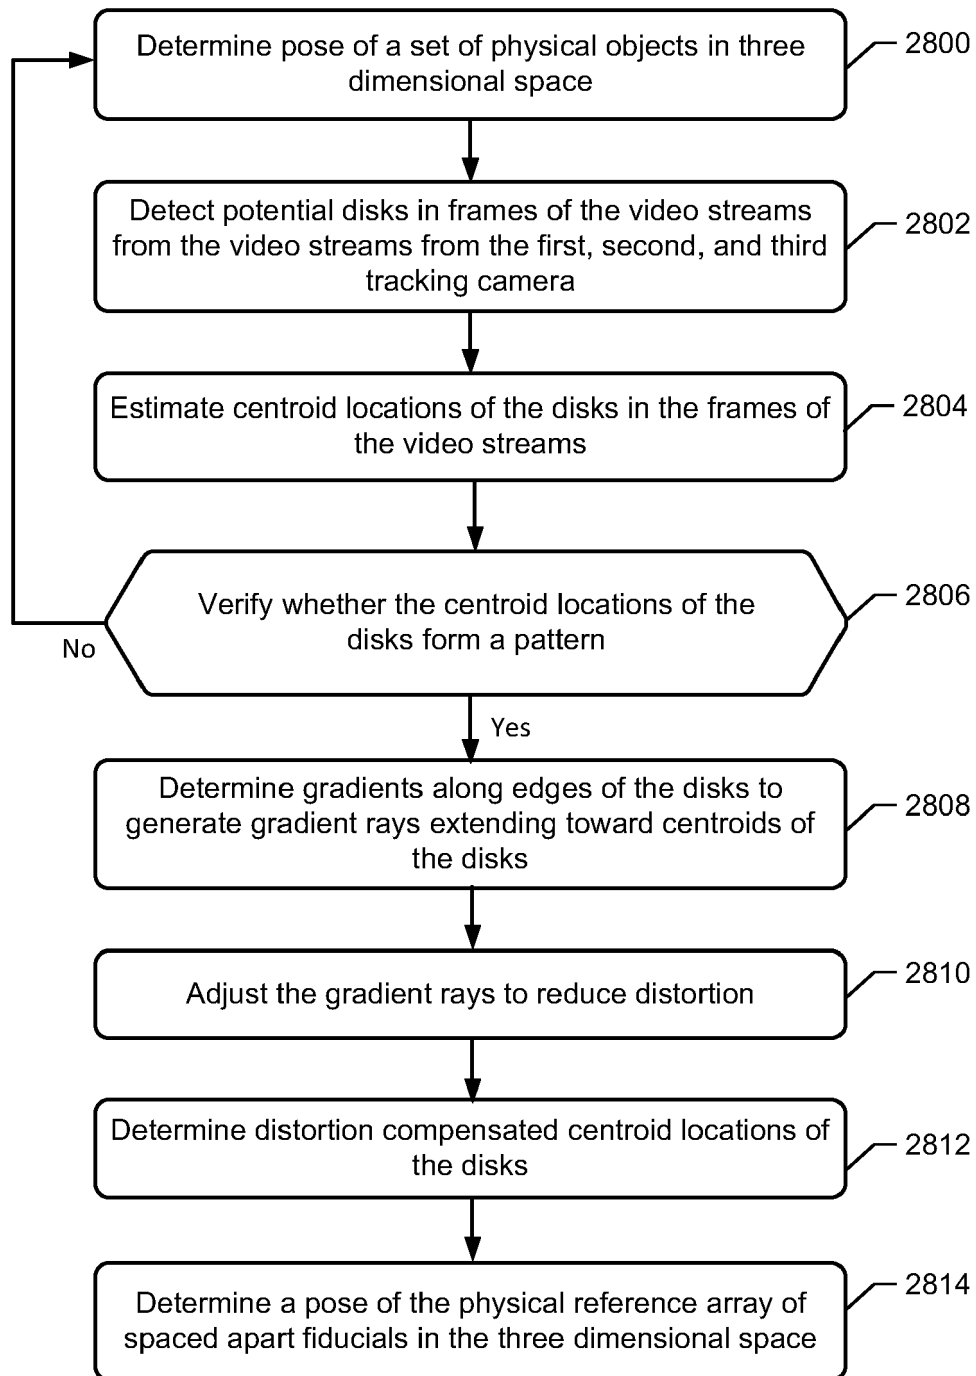 Determine pose of a set of physical objects in three
dimensional space
2800
Detect potential disks in frames of the video streams
from the video streams from the first, second, and third
tracking camera
2802
Estimate centroid locations of the disks in the frames of
the video streams
2804
Verify whether the centroid locations of the
disks form a pattern
2806
No
Yes
Determine gradients along edges of the disks to
generate gradient rays extending toward centroids of
the disks
2808
Adjust the gradient rays to reduce distortion
2810
Determine distortion compensated centroid locations of
the disks
2812
Determine a pose of the physical reference array of
spaced apart fiducials in the three dimensional space
2814